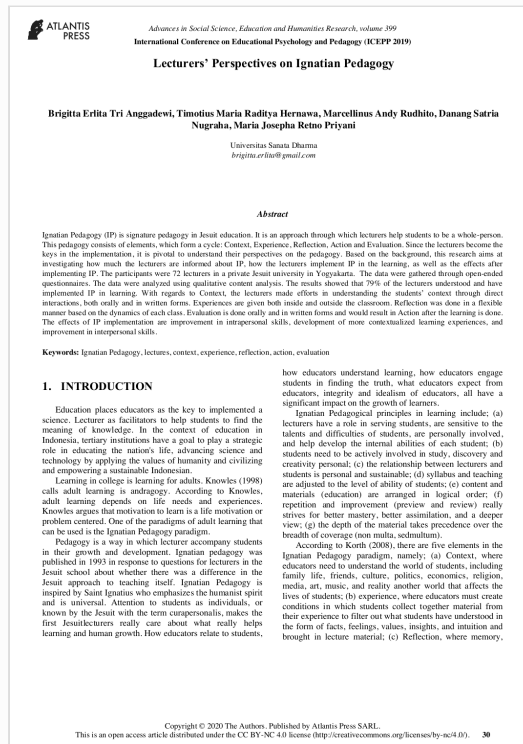 ATLANTIS
PRESS
Advances in Social Science, Education and Humanities Research, volume 399
International Conference on Educational Psychology and Pedagogy (ICEPP 2019)
Lecturers' Perspectives on Ignatian Pedagogy
Brigitta Erlita Tri Anggadewi, Timotius Maria Raditya Hernawa, Marcellinus Andy Rudhito, Danang Satria
Nugraha, Maria Josepha Retno Priyani
Universitas Sanata Dharma
brigitta.erlita@gmail.com
Abstract
Ignatian Pedagogy (IP) is signature pedagogy in Jesuit education. It is an approach through which lecturers help students to be a whole-person.
This pedagogy consists of elements, which form a cycle: Context, Experience, Reflection, Action and Evaluation. Since the lecturers become the
keys in the implementation, it is pivotal to understand their perspectives on the pedagogy. Based on the background, this research aims at
investigating how much the lecturers are informed about IP, how the lecturers implement IP in the learning, as well as the effects after
implementing IP. The participants were 72 lecturers in a private Jesuit university in Yogyakarta. The data were gathered through open-ended
questionnaires. The data were analyzed using qualitative content analysis. The results showed that 79% of the lecturers understood and have
implemented IP in learning. With regards to Context, the lecturers made efforts in understanding the students' context through direct
interactions, both orally and in written forms. Experiences are given both inside and outside the classroom. Reflection was done in a flexible
manner based on the dynamics of each class. Evaluation is done orally and in written forms and would result in Action after the learning is done.
The effects of IP implementation are improvement in intrapersonal skills, development of more contextualized learning experiences, and
improvement in interpersonal skills.
Keywords: Ignatian Pedagogy, lectures, context, experience, reflection, action, evaluation
1. INTRODUCTION
Education places educators as the key to implemented a
science. Lecturer as facilitators to help students to find the
meaning of knowledge. In the context of education in
Indonesia, tertiary institutions have a goal to play a strategic
role in educating the nation's life, advancing science and
technology by applying the values of humanity and civilizing
and empowering a sustainable Indonesian.
Learning in college is learning for adults. Knowles (1998)
calls adult learning is andragogy. According to Knowles,
adult learning depends on life needs and experiences.
Knowles argues that motivation to learn is a life motivation or
problem centered. One of the paradigms of adult learning that
can be used is the Ignatian Pedagogy paradigm.
Pedagogy is a way in which lecturer accompany students
in their growth and development. Ignatian pedagogy was
published in 1993 in response to questions for lecturers in the
Jesuit school about whether there was a difference in the
Jesuit approach to teaching itself. Ignatian Pedagogy is
inspired by Saint Ignatius who emphasizes the humanist spirit
and is universal. Attention to students as individuals, or
known by the Jesuit with the term curapersonalis, makes the
first Jesuitlecturers really care about what really helps
learning and human growth. How educators relate to students,
how educators understand learning, how educators engage
students in finding the truth, what educators expect from
educators, integrity and idealism of educators, all have a
significant impact on the growth of learners.
Ignatian Pedagogical principles in learning include; (a)
lecturers have a role in serving students, are sensitive to the
talents and difficulties of students, are personally involved,
and help develop the internal abilities of each student; (b)
students need to be actively involved in study, discovery and
creativity personal; (c) the relationship between lecturers and
students is personal and sustainable; (d) syllabus and teaching
are adjusted to the level of ability of students; (e) content and
materials (education) are arranged in logical order; (f)
repetition and improvement (preview and review) really
strives for better mastery, better assimilation, and a deeper
view; (g) the depth of the material takes precedence over the
breadth of coverage (non multa, sedmultum).
According to Korth (2008), there are five elements in the
Ignatian Pedagogy paradigm, namely; (a) Context, where
educators need to understand the world of students, including
family life, friends, culture, politics, economics, religion,
media, art, music, and reality another world that affects the
lives of students; (b) experience, where educators must create
conditions in which students collect together material from
their experience to filter out what students have understood in
the form of facts, feelings, values, insights, and intuition and
brought in lecture material; (c) Reflection, where memory,
Copyright © 2020 The Authors. Published by Atlantis Press SARL.
This is an open access article distributed under the CC BY-NC 4.0 license (http://creativecommons.org/licenses/by-nc/4.0/). 30